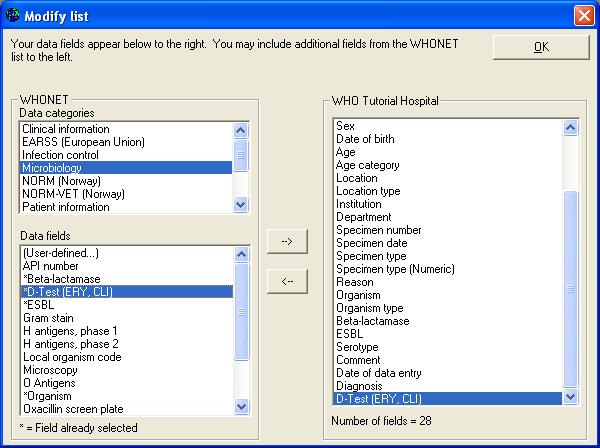 Modify list
Your data fields appear below to the right. You may include additional fields from the WHONET
list to the left.
OK
WHONET
Data categories
Clinical information
EARSS (European Union)
Infection control
Microbiology
NORM (Norway)
NORM-VET (Norway)
Patient information
Data fields
(User-defined...)
API number
*Beta-lactamase
*D-Test (ERY, CLI)
*ESBL
Gram stain
H antigens, phase 1
H antigens, phase 2
Local organism code
Microscopy
O Antigens
*Organism
Oxacillin screen plate
* = Field already selected
-->
<--
WHO Tutorial Hospital
Sex
Date of birth
Age
Age category
Location
Location type
Institution
Department
Specimen number
Specimen date
Specimen type
Specimen type (Numeric)
Reason
Organism
Organism type
Beta-lactamase
ESBL
Serotype
Comment
Date of data entry
Diagnosis
D-Test (ERY, CLI)
Number of fields = 28